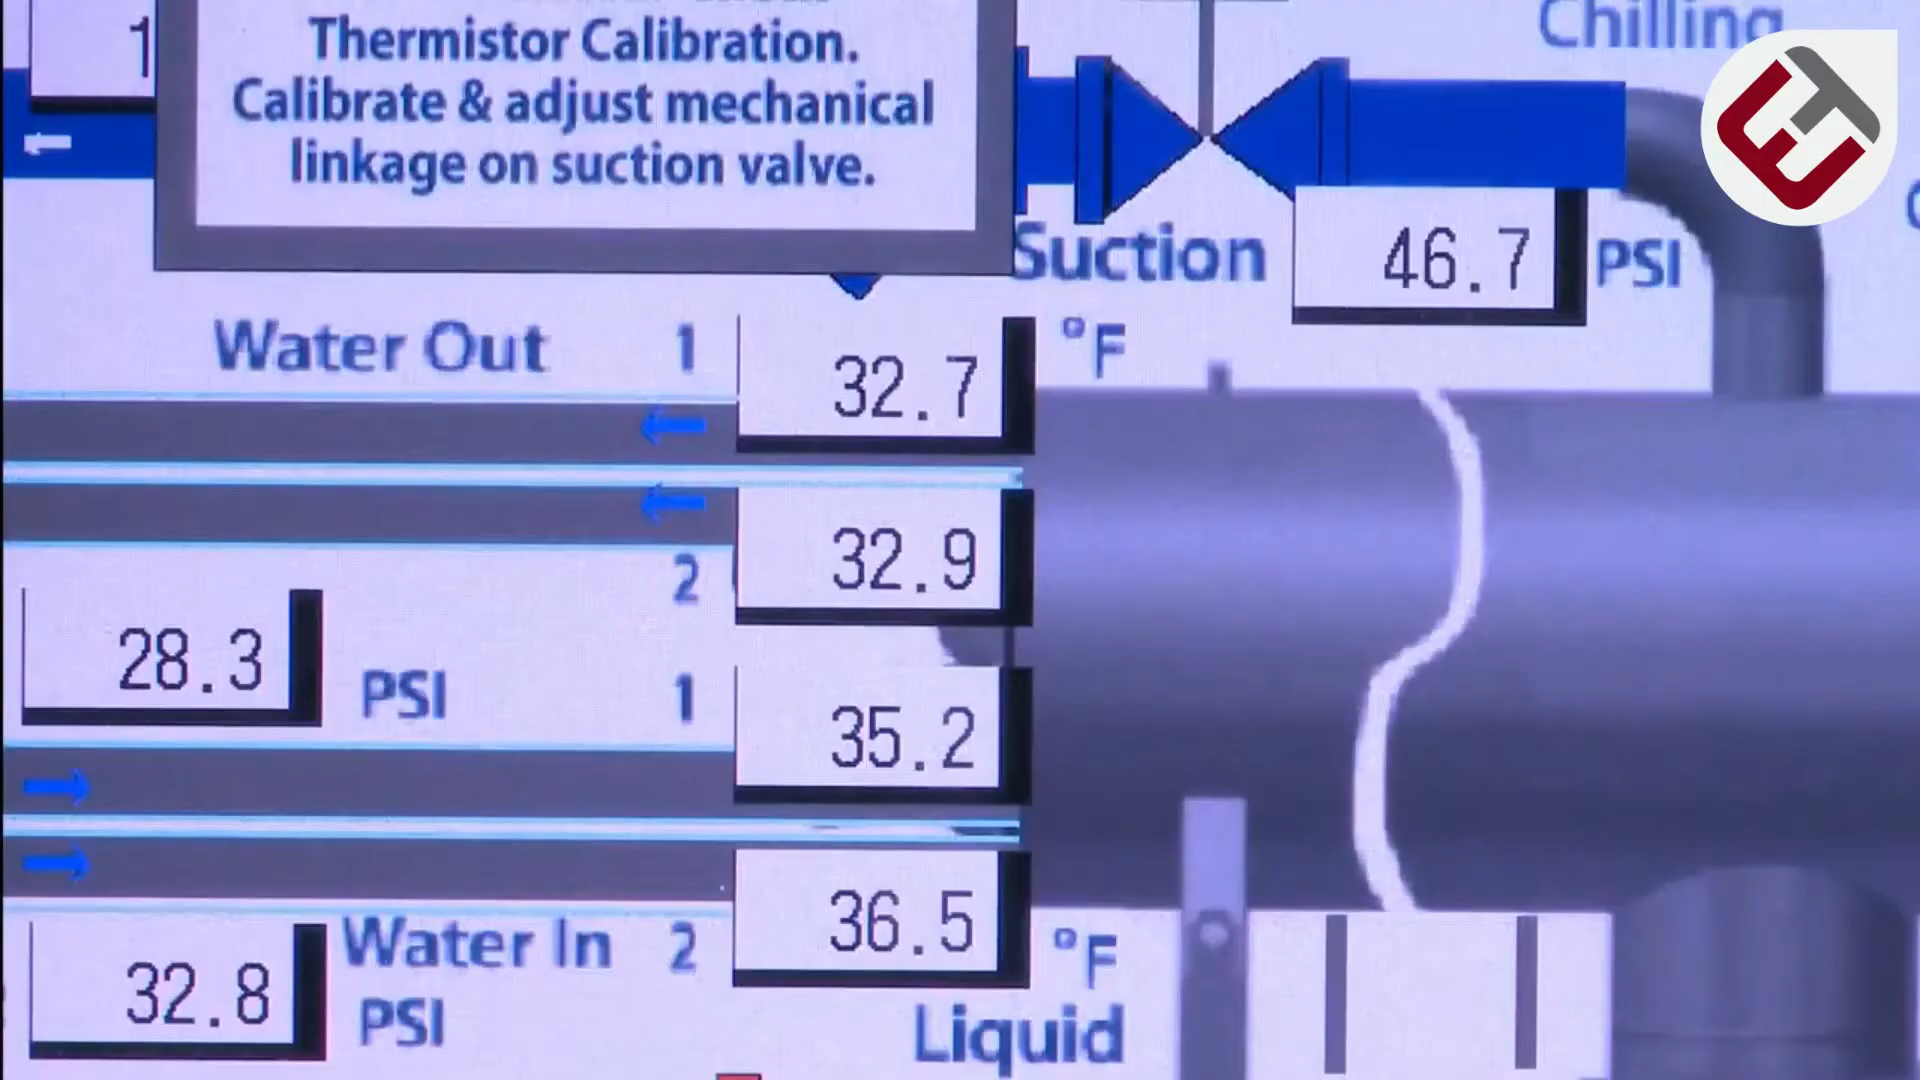 Chilling
1
Thermistor Calibration.
Calibrate & adjust mechanical
linkage on suction valve.
Suction 46.7 PSI
Water Out 1 32.7 °F
2 32.9
28.3 PSI
1 35.2
Water In 2 36.5 °F
32.8 PSI
Liquid